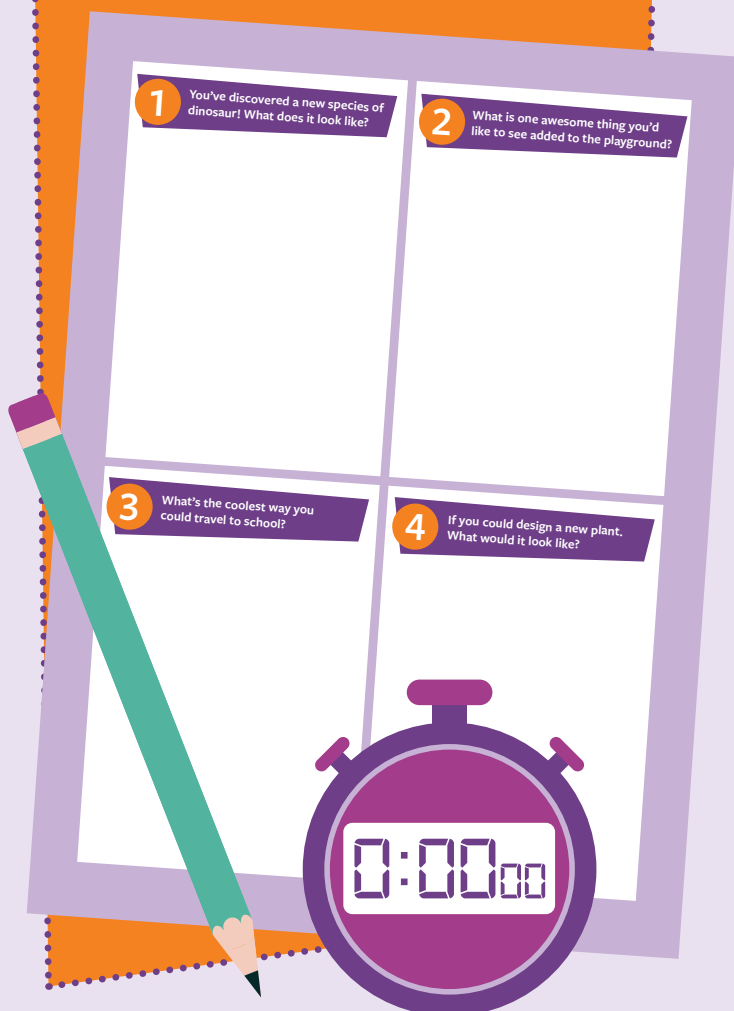 1
You've discovered a new species of
dinosaur! What does it look like?
2
What is one awesome thing you'd
like to see added to the playground?
3
What's the coolest way you
could travel to school?
4
If you could design a new plant.
What would it look like?
0:0000